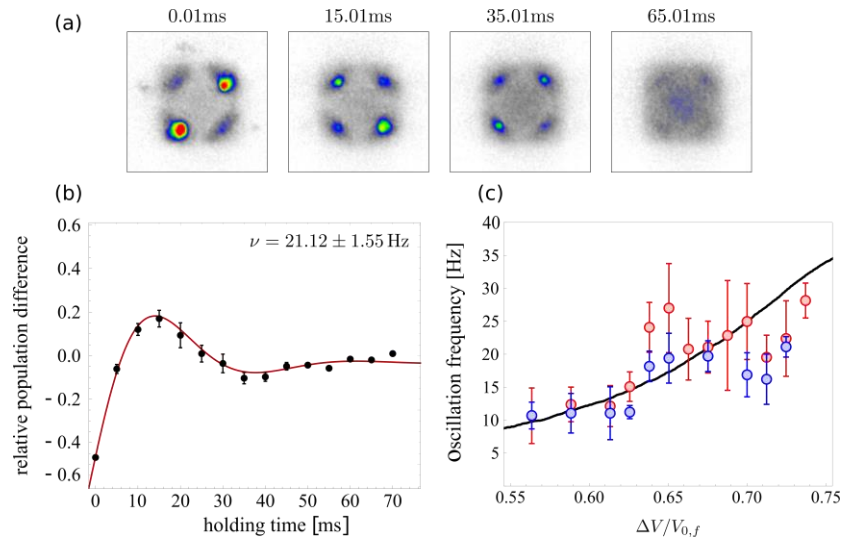 (a)
0.01ms 15.01ms 35.01ms 65.01ms
(b)
relative population difference
0.6
0.4
0.2
0.0
- 0.2
- 0.4
- 0.6
ν = 21.12 ± 1.55 Hz
0 10 20 30 40 50 60 70
holding time [ms]
(c)
Oscillation frequency [Hz]
40
35
30
25
20
15
10
5
0.55 0.60 0.65 0.70 0.75
ΔV/V0,f